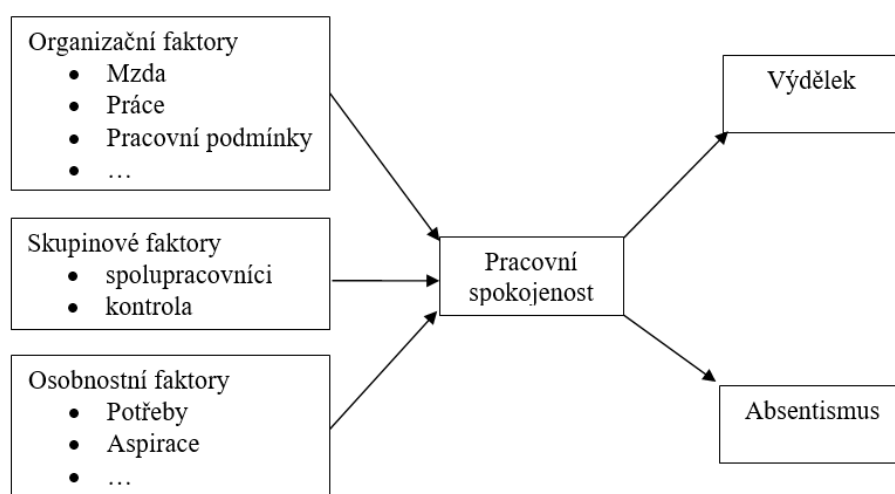 Organizační faktory
• Mzda
• Práce
• Pracovní podmínky
• …
Skupinové faktory
• spolupracovníci
• kontrola
Osobnostní faktory
• Potřeby
• Aspirace
• …
Pracovní
spokojenost
Výdělek
Absentismus